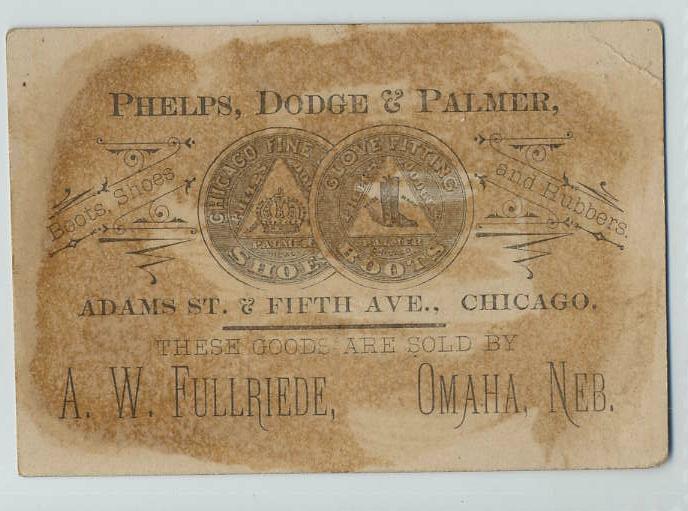 PHELPS, DODGE & PALMER,
Boots, Shoes
and Rubbers.
CHICAGO FINE
SHOES
PALMER
GLOVE FITTING
BOOTS
PALMER
ADAMS ST. & FIFTH AVE., CHICAGO.
THESE GOODS ARE SOLD BY
A. W. FULLRIEDE, OMAHA, NEB.